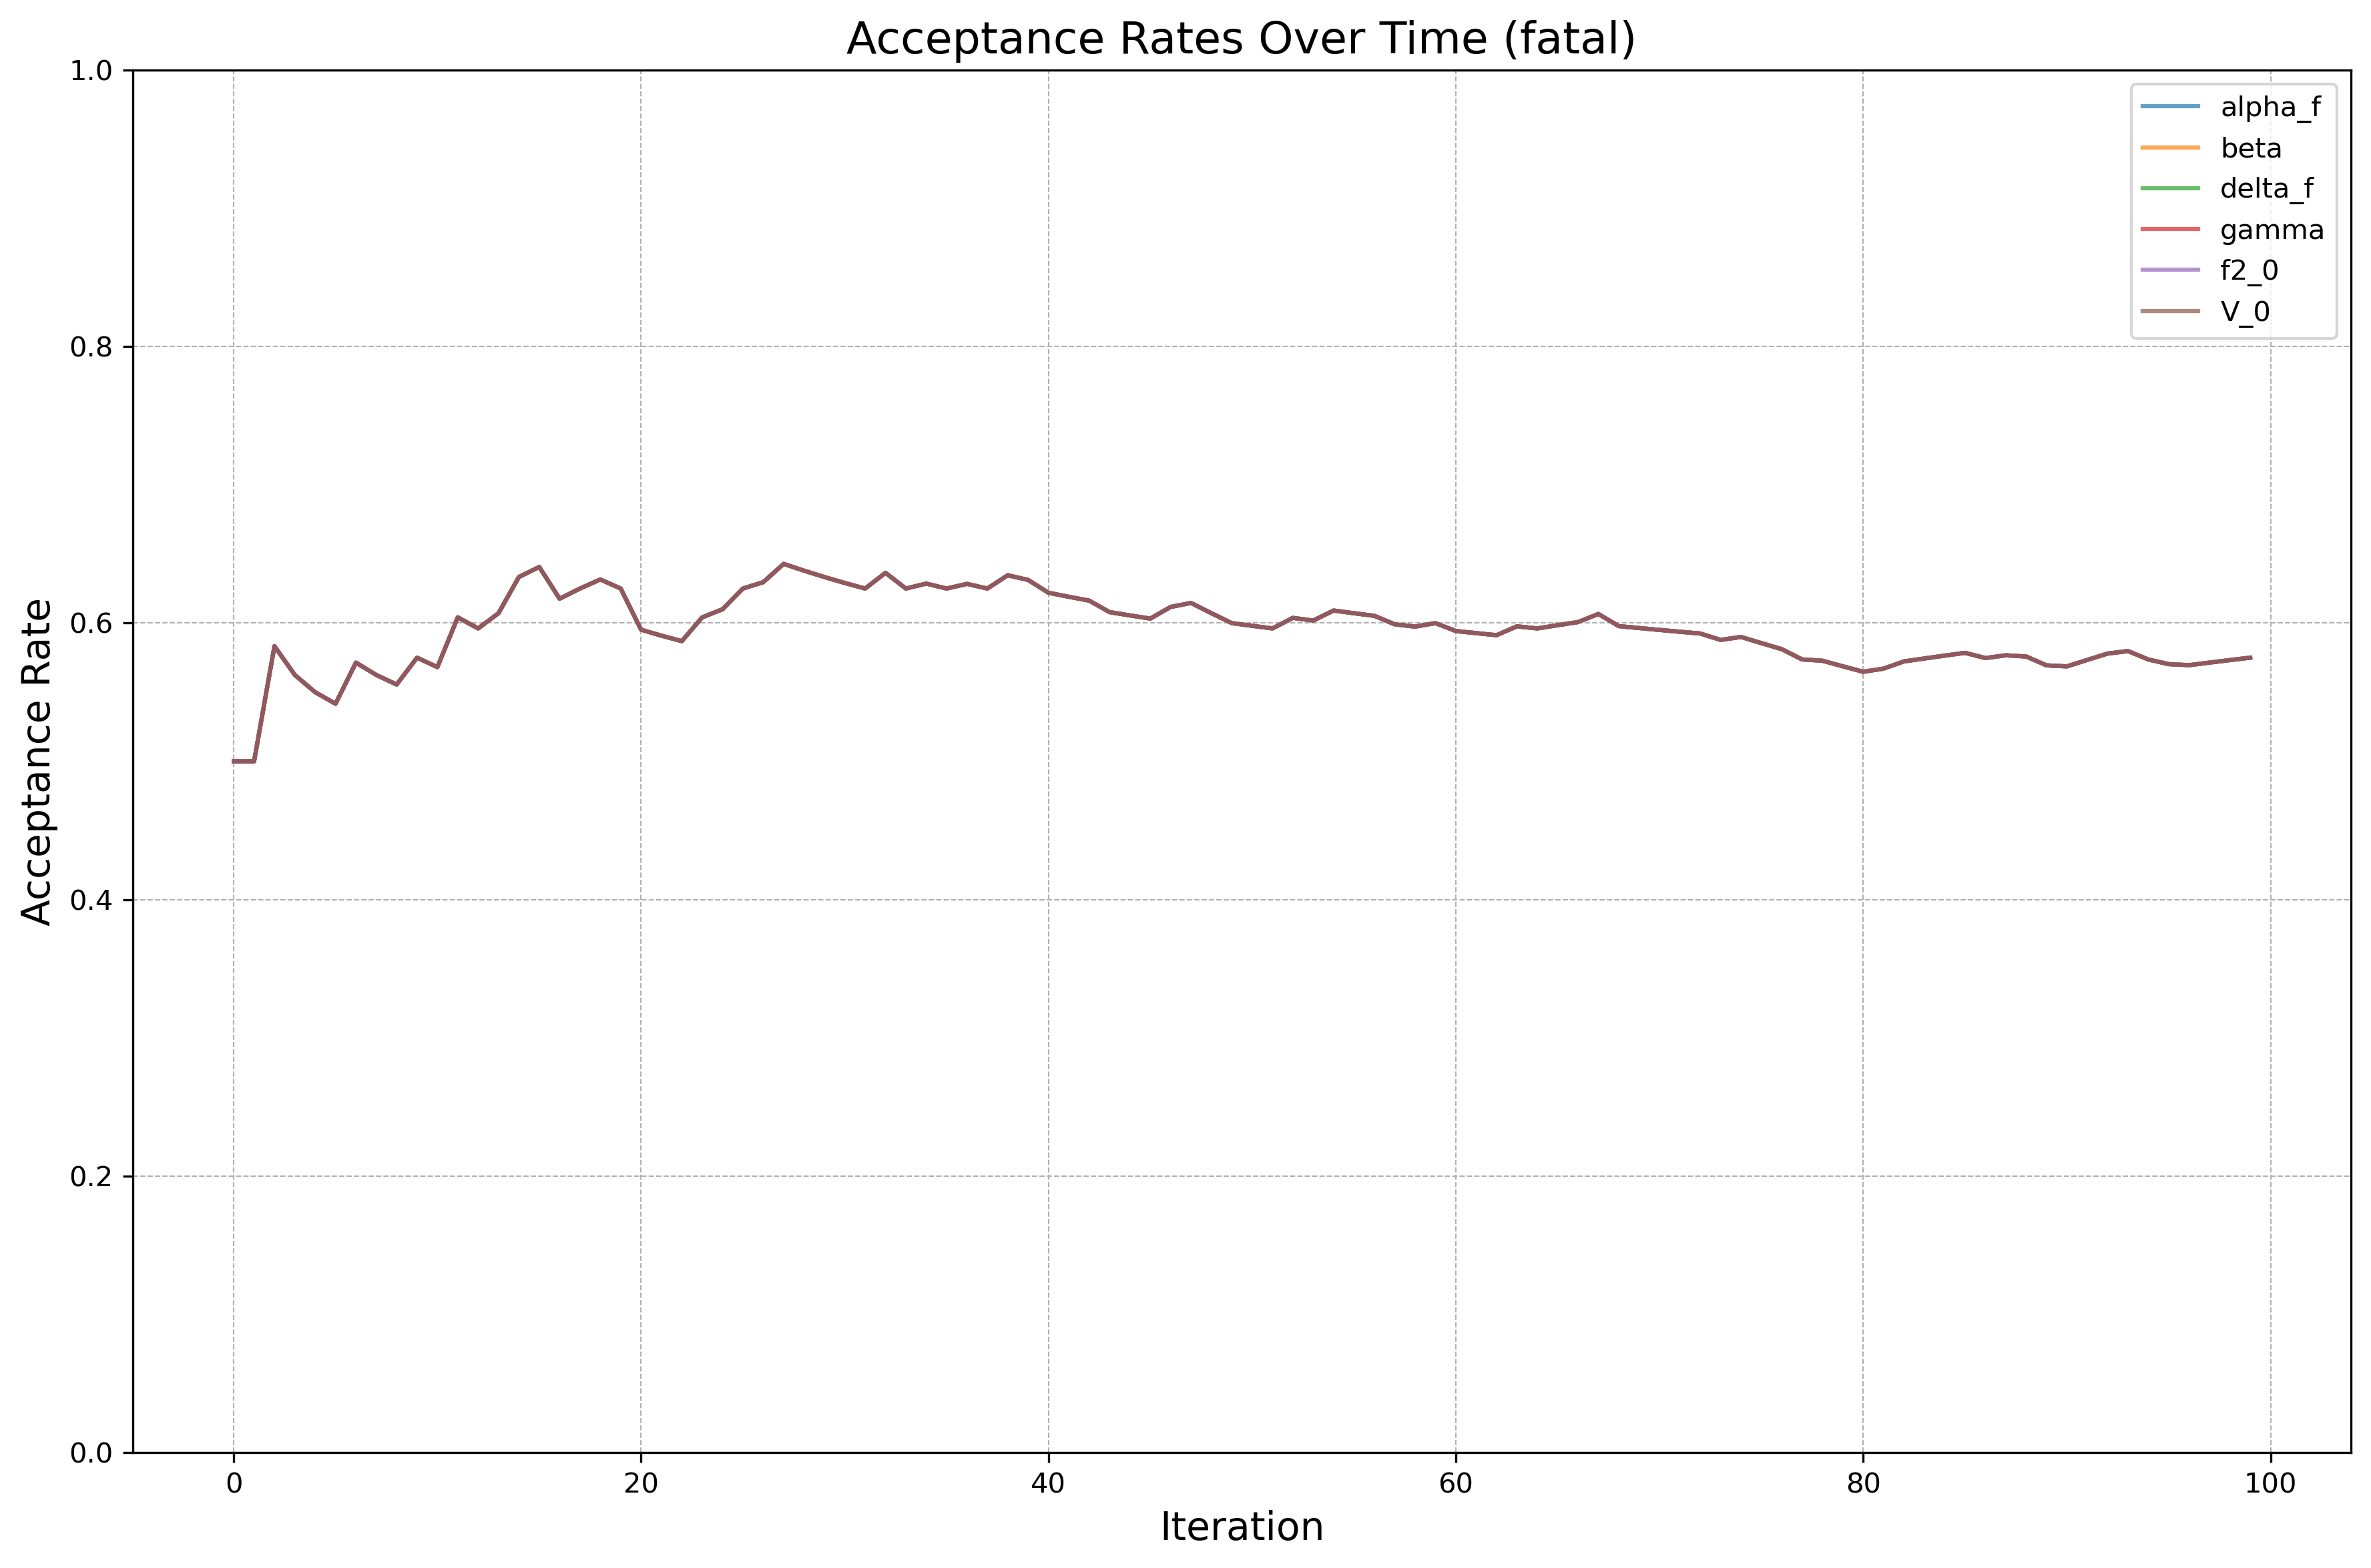 Acceptance Rates Over Time (fatal)
1.0
0.8
0.6
0.4
0.2
0.0
Acceptance Rate
alpha_f
beta
delta_f
gamma
f2_0
V_0
0 20 40 60 80 100
Iteration